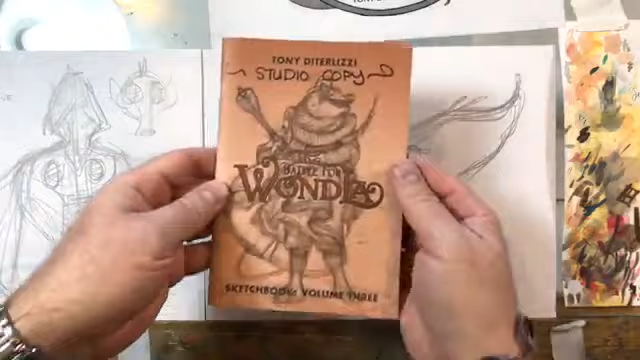 TONY DITERLIZZI
STUDIO COPY
THE
BATTLE FOR
WONDLA
SKETCHBOOK: VOLUME THREE